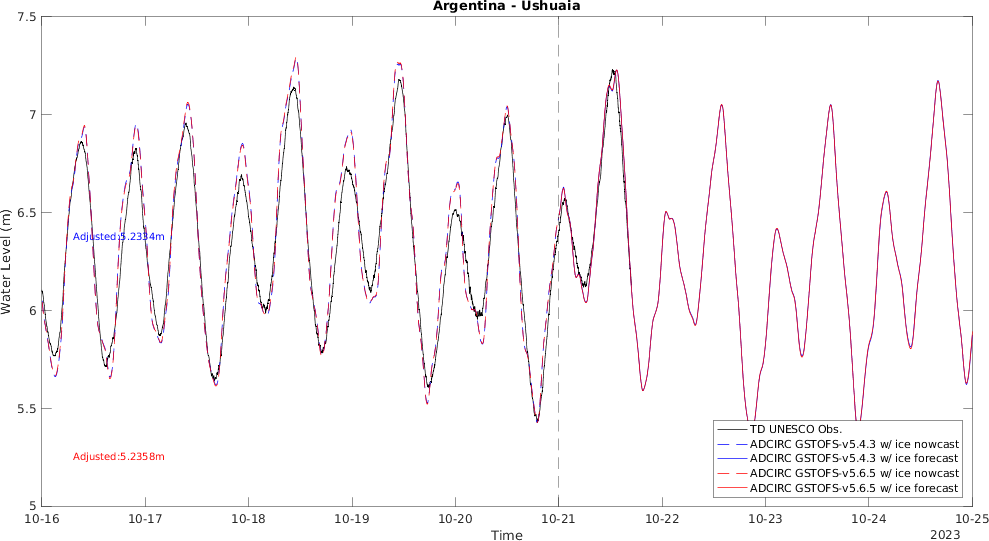 Argentina - Ushuaia
7.5
7
6.5
6
5.5
5
Water Level (m)
Adjusted:5.2334m
Adjusted:5.2358m
TD UNESCO Obs.
ADCIRC GSTOFS-v5.4.3 w/ ice nowcast
ADCIRC GSTOFS-v5.4.3 w/ ice forecast
ADCIRC GSTOFS-v5.6.5 w/ ice nowcast
ADCIRC GSTOFS-v5.6.5 w/ ice forecast
10-16 10-17 10-18 10-19 10-20 10-21 10-22 10-23 10-24 10-25
Time
2023